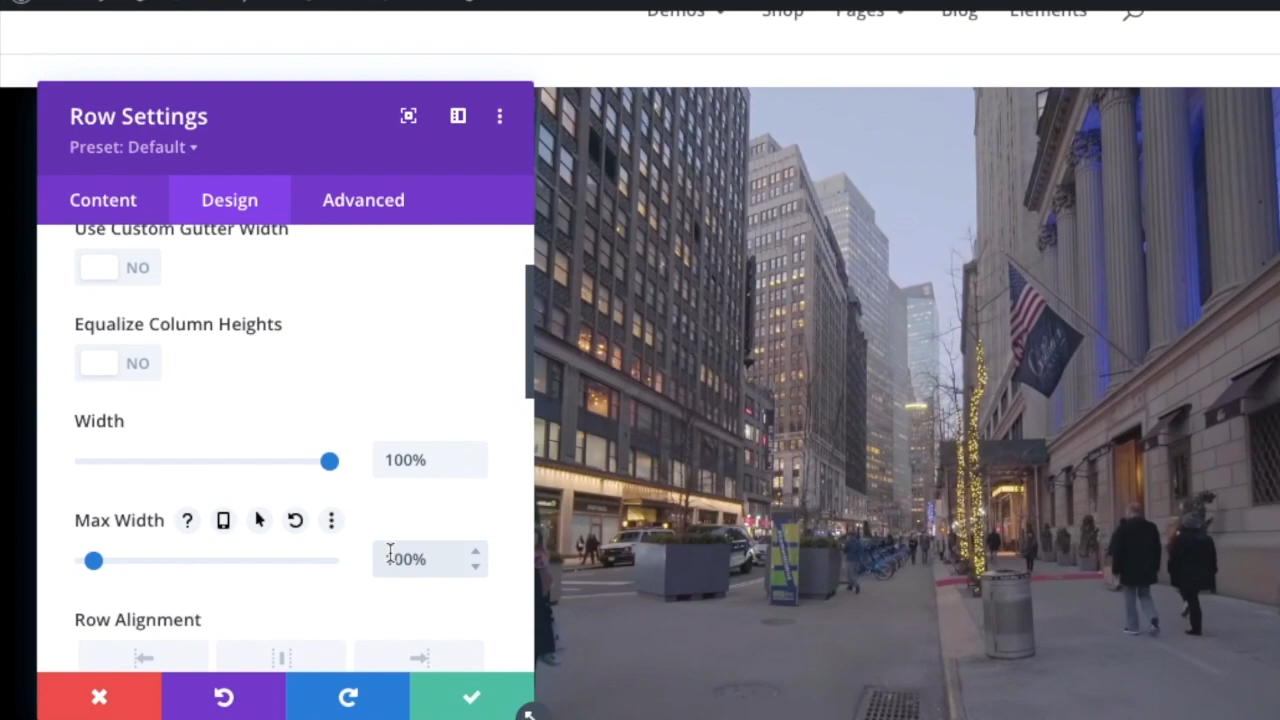 Demos Shop Pages Blog Elements
Row Settings
Preset: Default
Content Design Advanced
Use Custom Gutter Width
NO
Equalize Column Heights
NO
Width
100%
Max Width ?
100%
Row Alignment